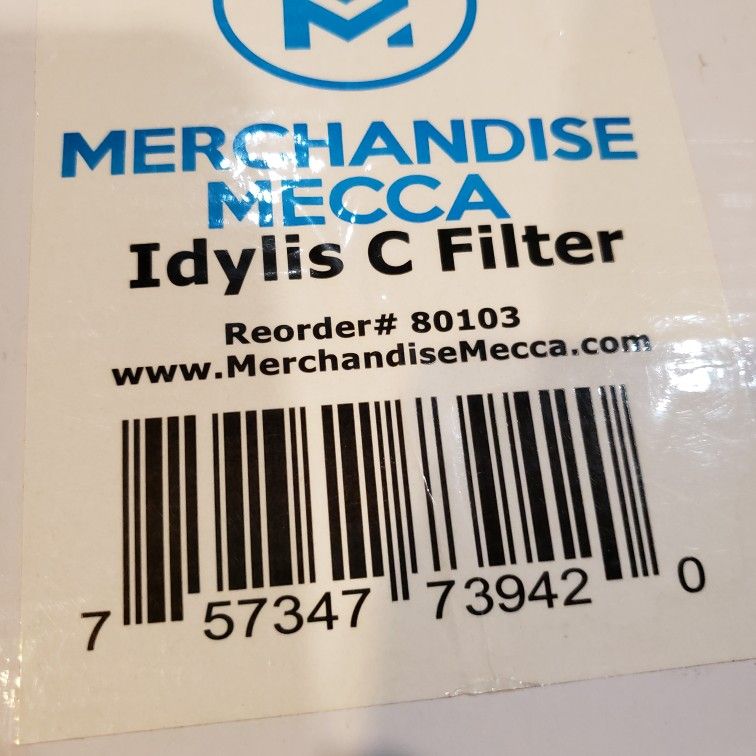 M
MERCHANDISE
MECCA
Idylis C Filter
Reorder# 80103
www.MerchandiseMecca.com
7 57347 73942 0